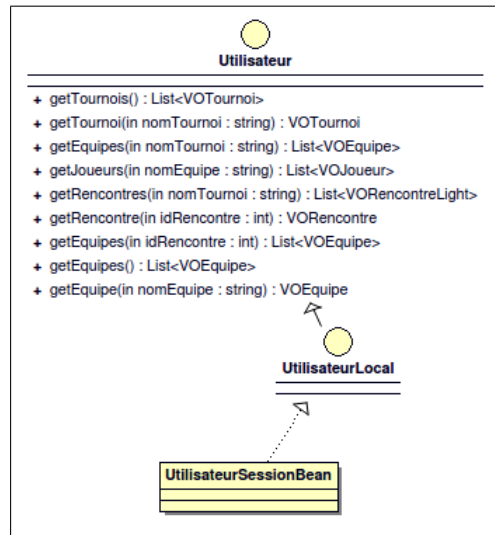 Utilisateur
+ getTournois() : List<VOTournoi>
+ getTournoi(in nomTournoi : string) : VOTournoi
+ getEquipes(in nomTournoi : string) : List<VOEquipe>
+ getJoueurs(in nomEquipe : string) : List<VOJoueur>
+ getRencontres(in nomTournoi : string) : List<VORencontreLight>
+ getRencontre(in idRencontre : int) : VORencontre
+ getEquipes(in idRencontre : int) : List<VOEquipe>
+ getEquipes() : List<VOEquipe>
+ getEquipe(in nomEquipe : string) : VOEquipe
UtilisateurLocal
UtilisateurSessionBean